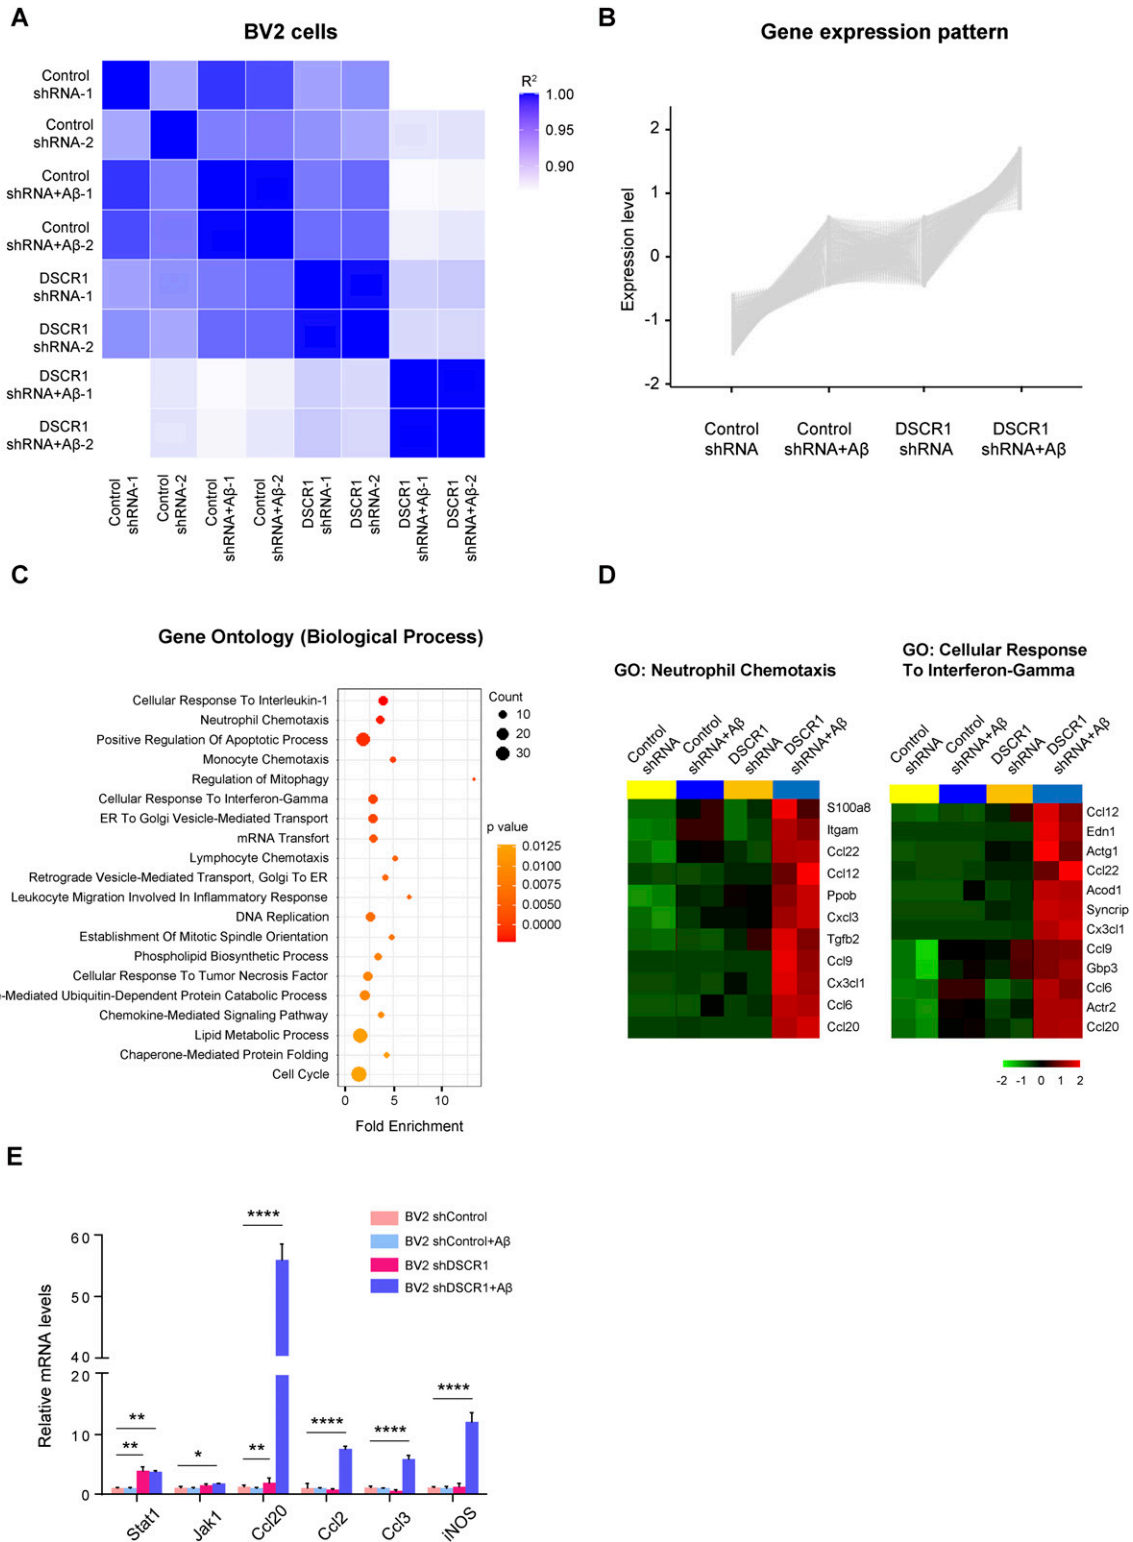 A
BV2 cells
Control
shRNA-1
Control
shRNA-2
Control
shRNA+Aβ-1
Control
shRNA+Aβ-2
DSCR1
shRNA-1
DSCR1
shRNA-2
DSCR1
shRNA+Aβ-1
DSCR1
shRNA+Aβ-2
R²
1.00
0.95
0.90
Control
shRNA-1
Control
shRNA-2
Control
shRNA+Aβ-1
Control
shRNA+Aβ-2
DSCR1
shRNA-1
DSCR1
shRNA-2
DSCR1
shRNA+Aβ-1
DSCR1
shRNA+Aβ-2
B
Gene expression pattern
Expression level
2
1
0
-1
-2
Control
shRNA
Control
shRNA+Aβ
DSCR1
shRNA
DSCR1
shRNA+Aβ
C
Gene Ontology (Biological Process)
Cellular Response To Interleukin-1
Neutrophil Chemotaxis
Positive Regulation Of Apoptotic Process
Monocyte Chemotaxis
Regulation of Mitophagy
Cellular Response To Interferon-Gamma
ER To Golgi Vesicle-Mediated Transport
mRNA Transfort
Lymphocyte Chemotaxis
Retrograde Vesicle-Mediated Transport, Golgi To ER
Leukocyte Migration Involved In Inflammatory Response
DNA Replication
Establishment Of Mitotic Spindle Orientation
Phospholipid Biosynthetic Process
Cellular Response To Tumor Necrosis Factor
e-Mediated Ubiquitin-Dependent Protein Catabolic Process
Chemokine-Mediated Signaling Pathway
Lipid Metabolic Process
Chaperone-Mediated Protein Folding
Cell Cycle
0 5 10
Fold Enrichment
Count
10
20
30
p value
0.0125
0.0100
0.0075
0.0050
0.0025
0.0000
D
GO: Neutrophil Chemotaxis
Control
shRNA
Control
shRNA+Aβ
DSCR1
shRNA
DSCR1
shRNA+Aβ
S100a8
Itgam
Ccl22
Ccl12
Ppob
Cxcl3
Tgfb2
Ccl9
Cx3cl1
Ccl6
Ccl20
GO: Cellular Response
To Interferon-Gamma
Control
shRNA
Control
shRNA+Aβ
DSCR1
shRNA
DSCR1
shRNA+Aβ
Ccl12
Edn1
Actg1
Ccl22
Acod1
Syncrip
Cx3cl1
Ccl9
Gbp3
Ccl6
Actr2
Ccl20
-2 -1 0 1 2
E
Relative mRNA levels
60
50
40
20
10
0
** 
**
*
****
**
****
****
****
Stat1
Jak1
Ccl20
Ccl2
Ccl3
iNOS
BV2 shControl
BV2 shControl+Aβ
BV2 shDSCR1
BV2 shDSCR1+Aβ